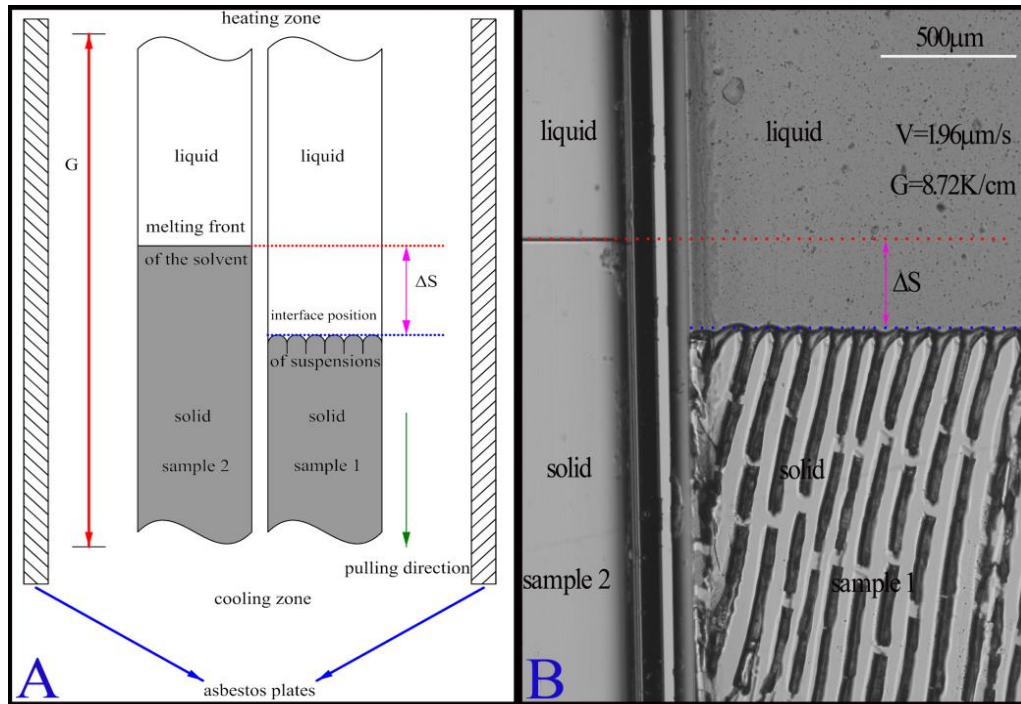 heating zone
G
liquid
liquid
melting front
of the solvent
ΔS
interface position
of suspensions
solid
solid
sample 2
sample 1
pulling direction
cooling zone
asbestos plates
A
500μm
liquid
liquid
V=1.96μm/s
G=8.72K/cm
ΔS
solid
solid
sample 2
sample 1
B